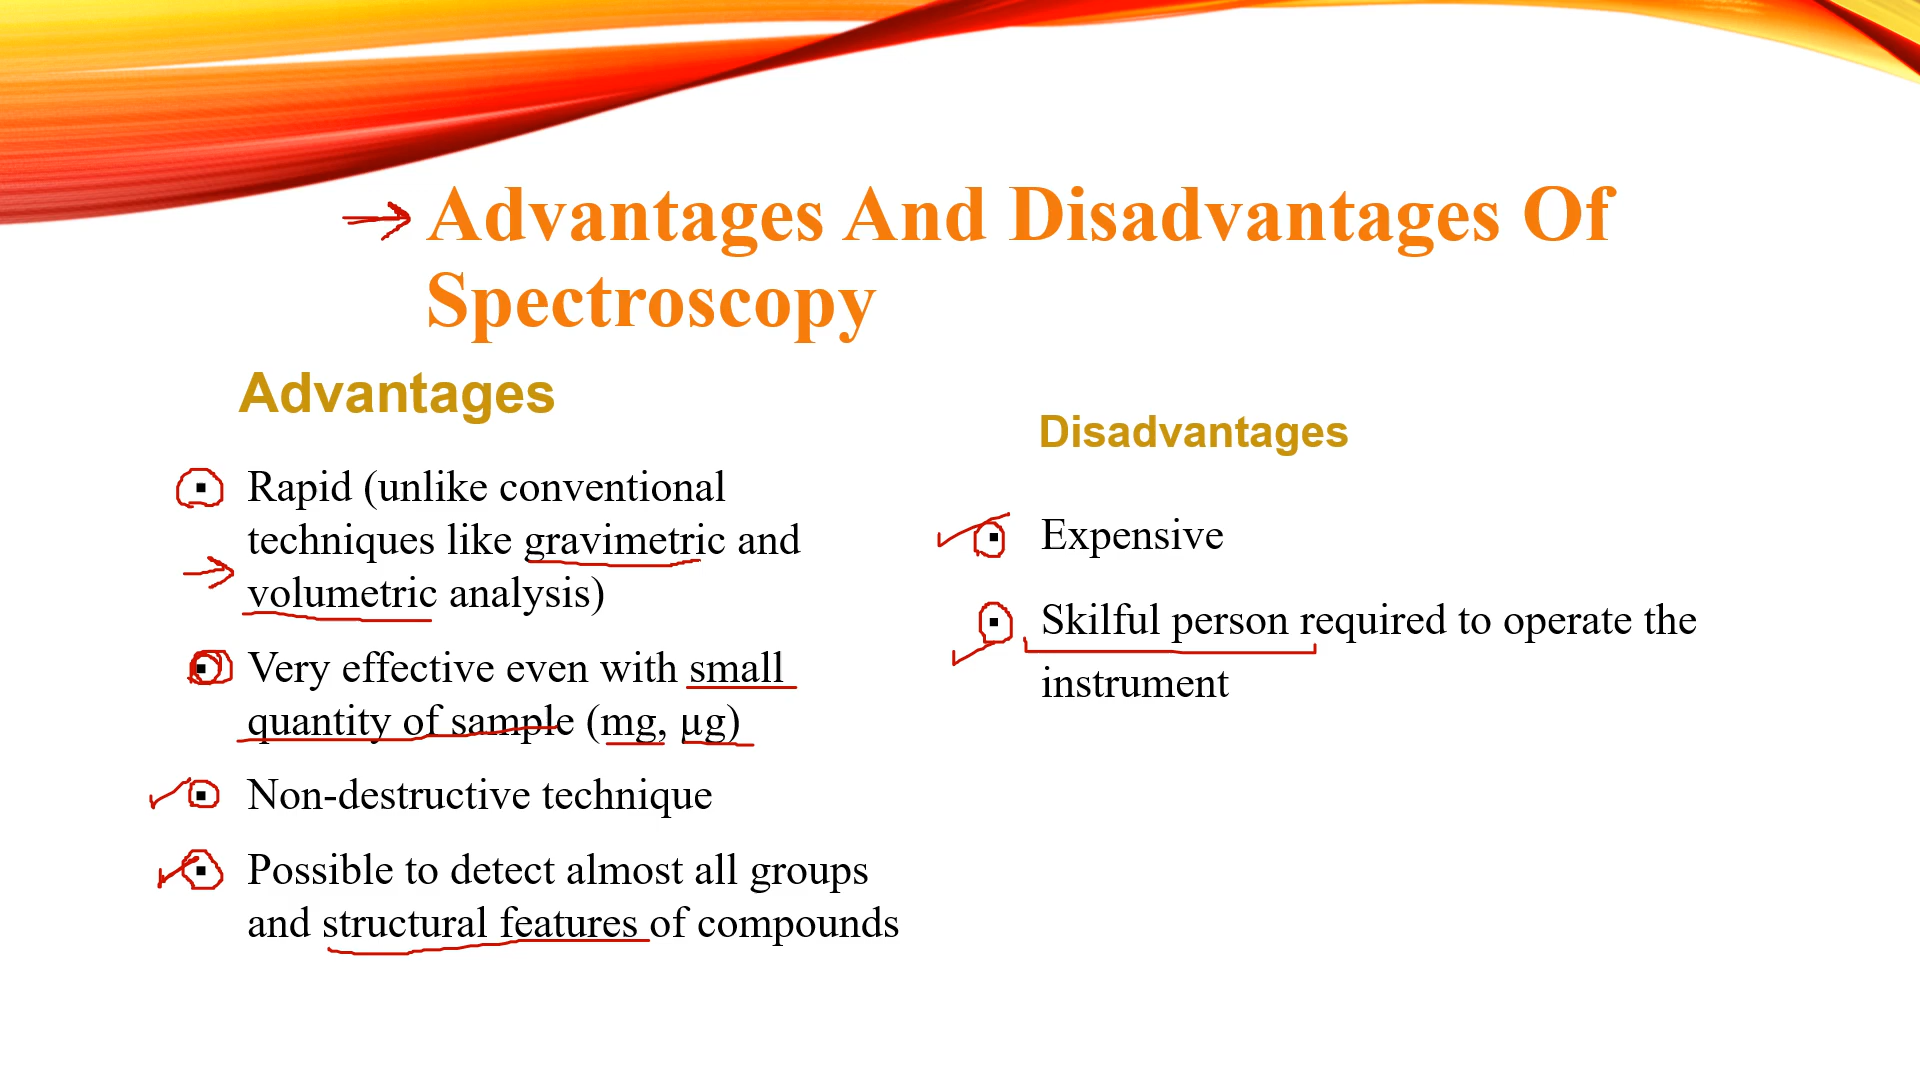 Advantages And Disadvantages Of
Spectroscopy
Advantages
Rapid (unlike conventional
techniques like gravimetric and
volumetric analysis)
Very effective even with small
quantity of sample (mg, µg)
Non-destructive technique
Possible to detect almost all groups
and structural features of compounds
Disadvantages
Expensive
Skilful person required to operate the
instrument